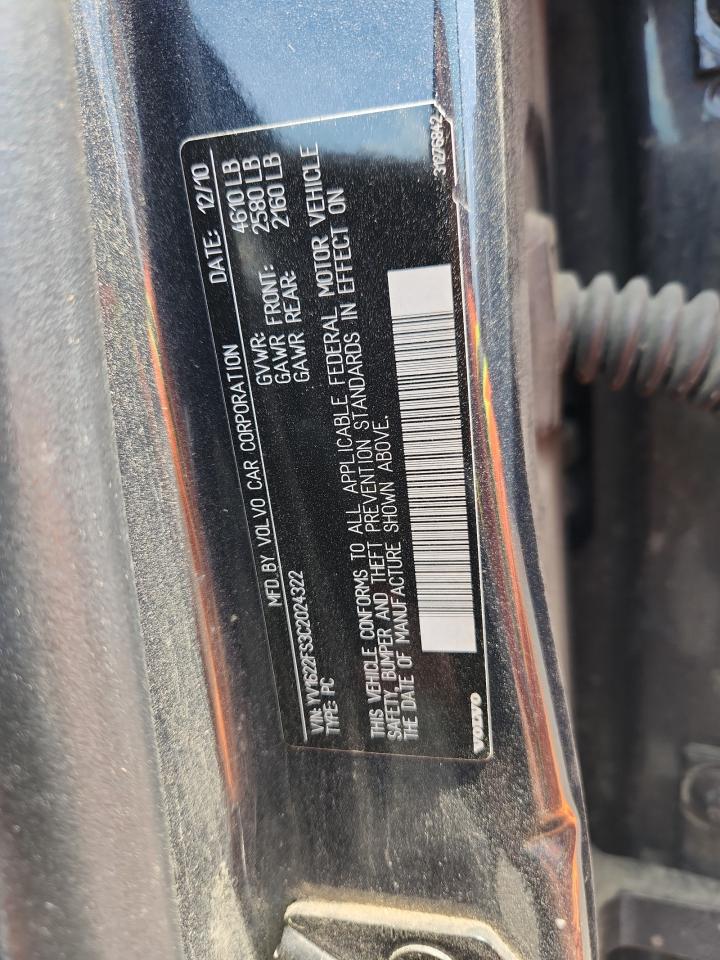 MFD. BY VOLVO CAR CORPORATION DATE: 12/10
GVWR: 4610 LB
GAWR FRONT: 2580 LB
GAWR REAR: 2160 LB
VIN: YV1622FS3C2024322
TYPE: PC
THIS VEHICLE CONFORMS TO ALL APPLICABLE FEDERAL MOTOR VEHICLE
SAFETY, BUMPER AND THEFT PREVENTION STANDARDS IN EFFECT ON
THE DATE OF MANUFACTURE SHOWN ABOVE.
VOLVO